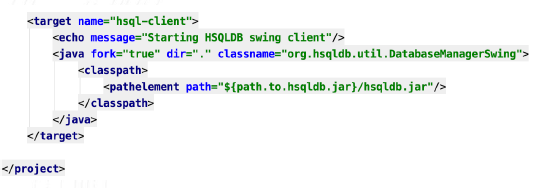 <target name="hsql-client">
<echo message="Starting HSQLDB swing client"/>
<java fork="true" dir="." classname="org.hsqldb.util.DatabaseManagerSwing">
<classpath>
<pathelement path="${path.to.hsqldb.jar}/hsqldb.jar"/>
</classpath>
</java>
</target>
</project>